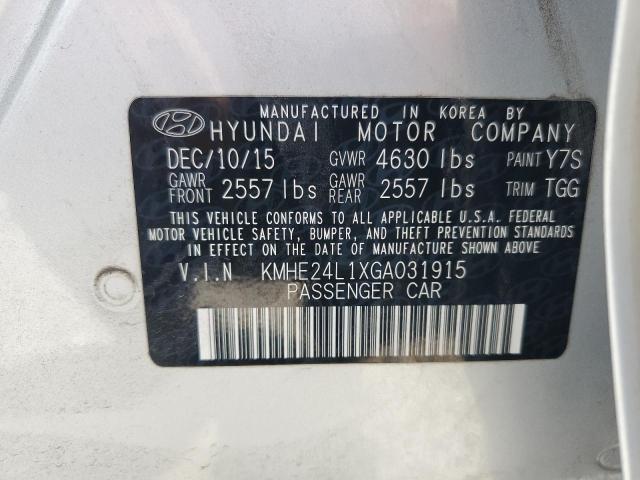 MANUFACTURED IN KOREA BY
HYUNDAI MOTOR COMPANY
DEC/10/15 GVWR 4630 lbs PAINT Y7S
GAWR FRONT 2557 lbs GAWR REAR 2557 lbs TRIM TGG
THIS VEHICLE CONFORMS TO ALL APPLICABLE U.S.A. FEDERAL
MOTOR VEHICLE SAFETY, BUMPER, AND THEFT PREVENTION STANDARDS
IN EFFECT ON THE DATE OF MANUFACTURE SHOWN ABOVE.
V.I.N KMHE24L1XGA031915
PASSENGER CAR